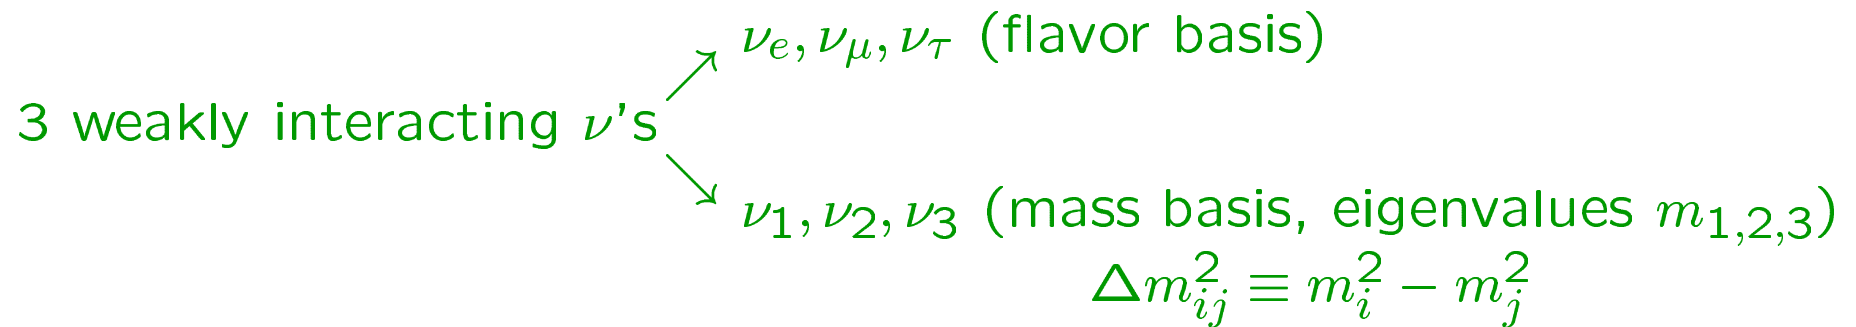 ν_e, ν_μ, ν_τ (flavor basis)
3 weakly interacting ν's
ν_1, ν_2, ν_3 (mass basis, eigenvalues m_{1,2,3})
Δm^2_{ij} ≡ m^2_i − m^2_j